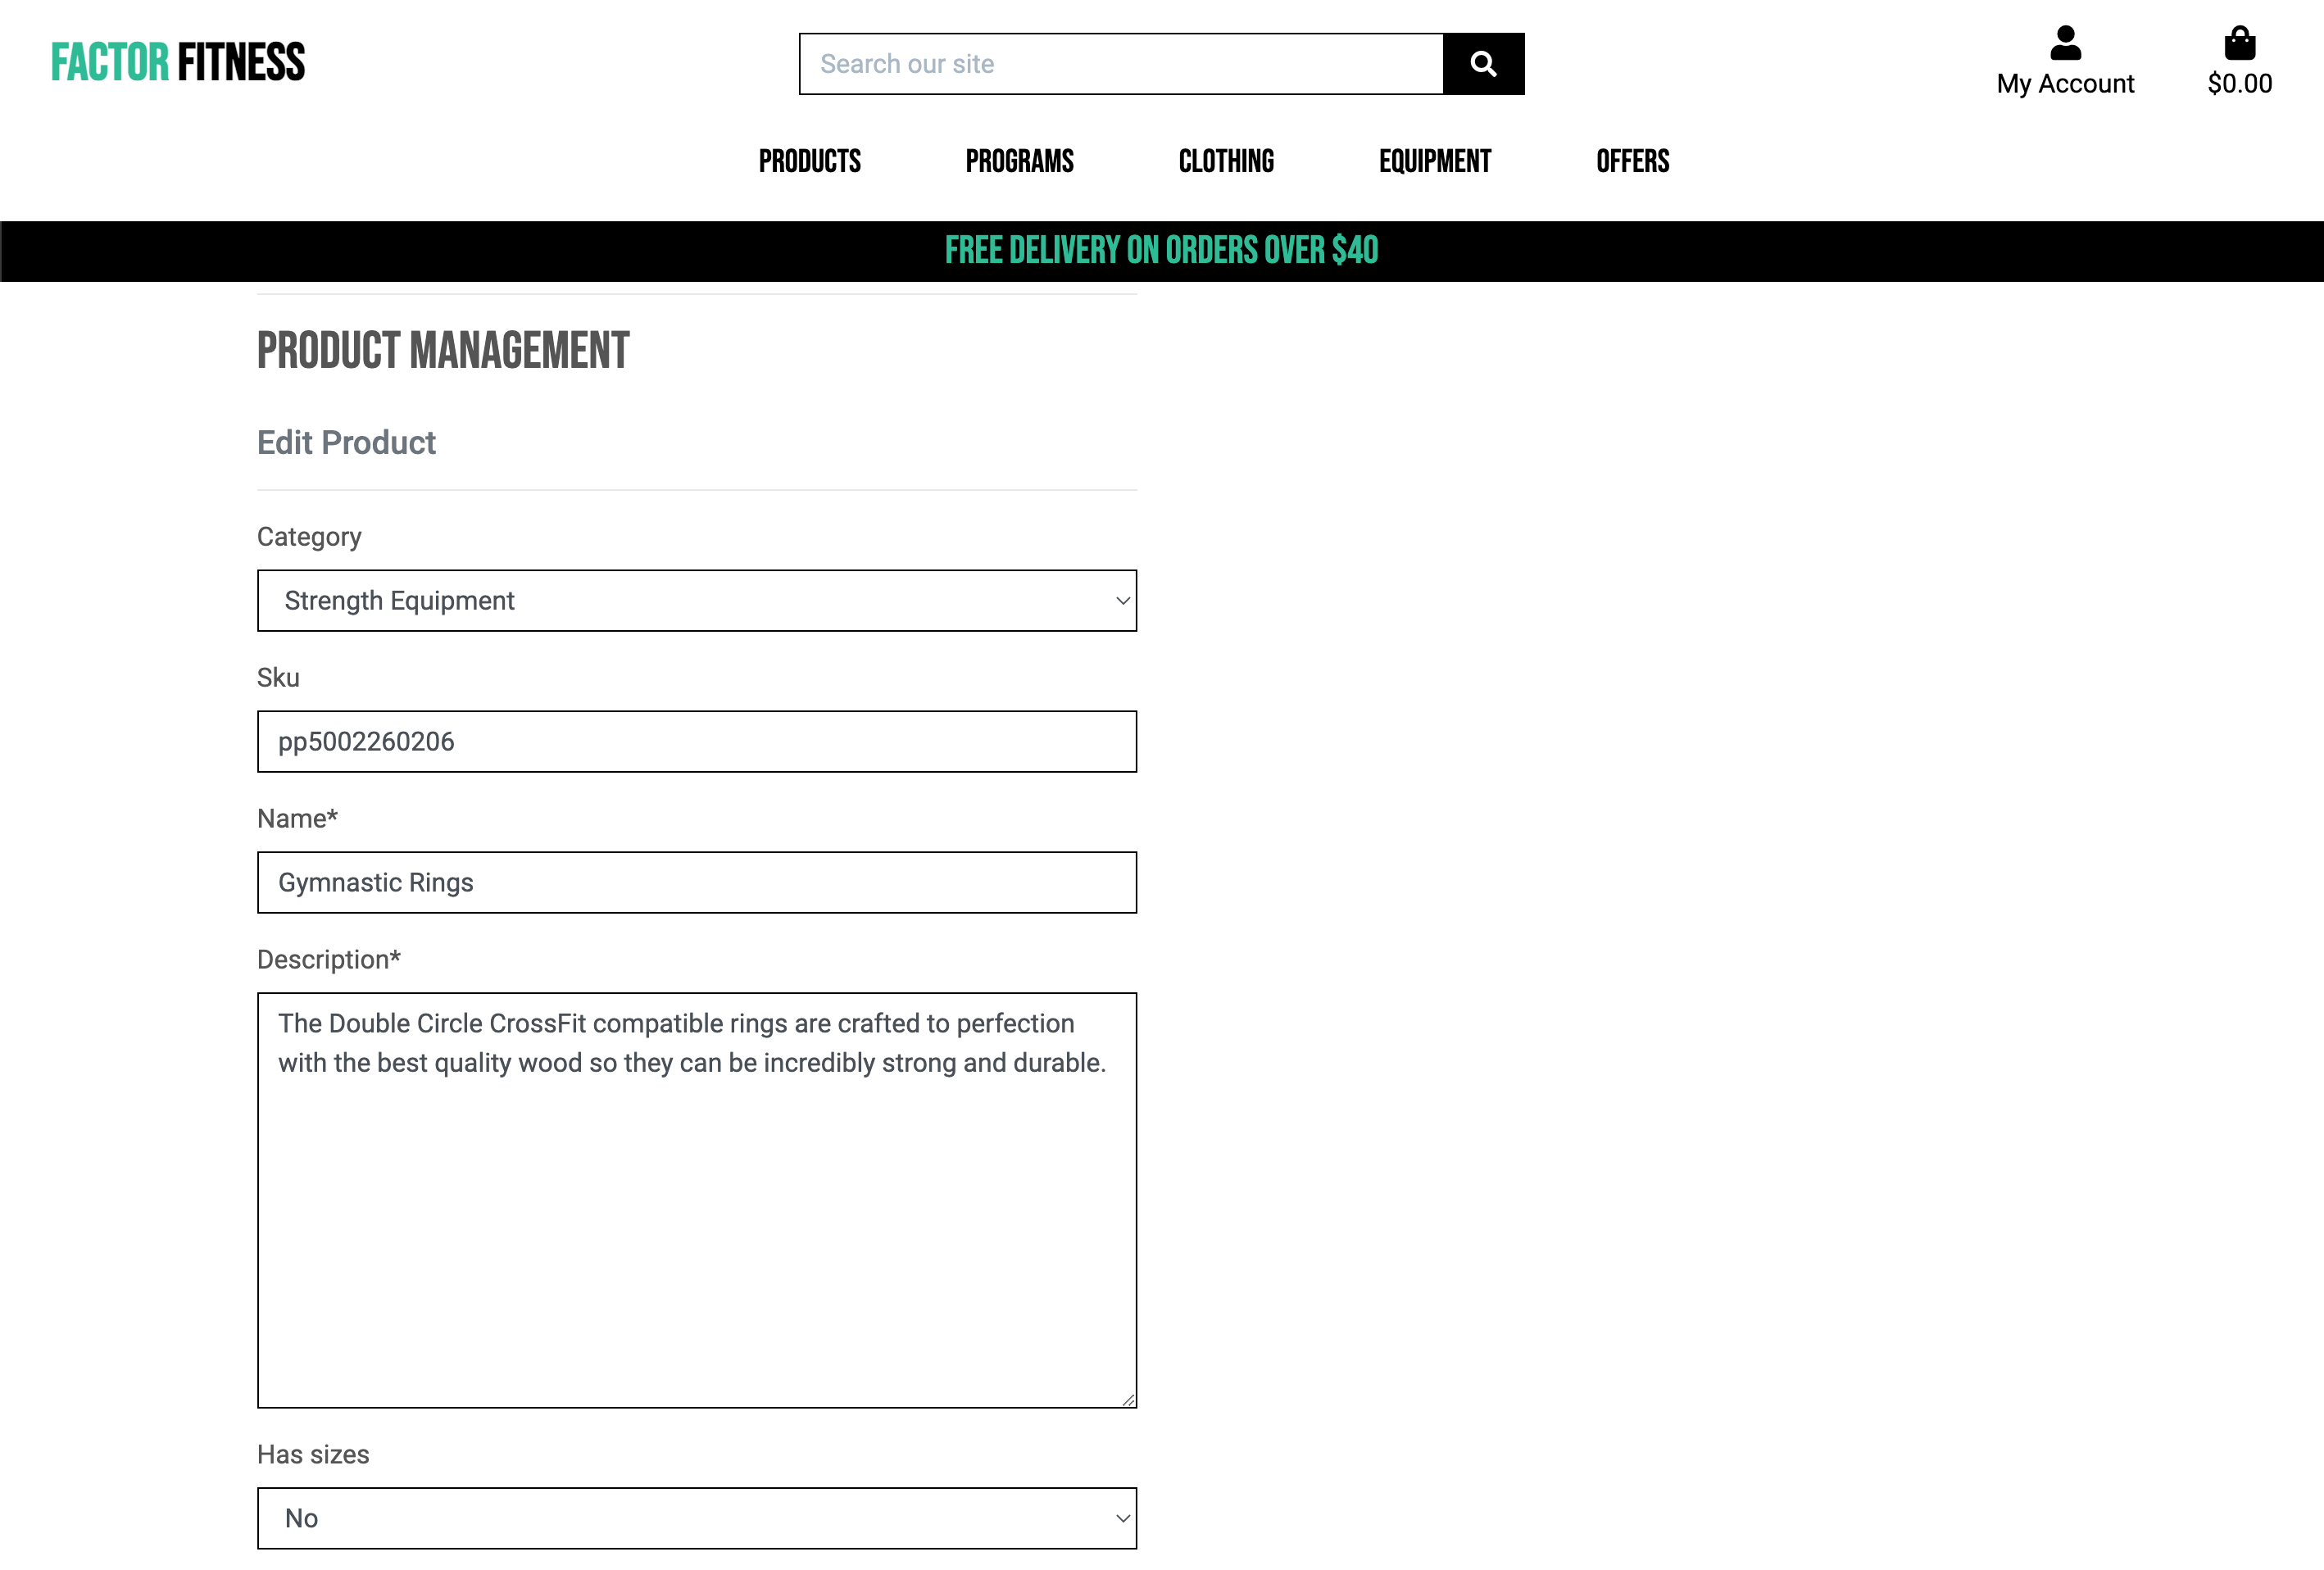 FACTOR FITNESS
Search our site
My Account
$0.00
PRODUCTS
PROGRAMS
CLOTHING
EQUIPMENT
OFFERS
FREE DELIVERY ON ORDERS OVER $40
PRODUCT MANAGEMENT
Edit Product
Category
Strength Equipment
Sku
pp5002260206
Name*
Gymnastic Rings
Description*
The Double Circle CrossFit compatible rings are crafted to perfection
with the best quality wood so they can be incredibly strong and durable.
Has sizes
No